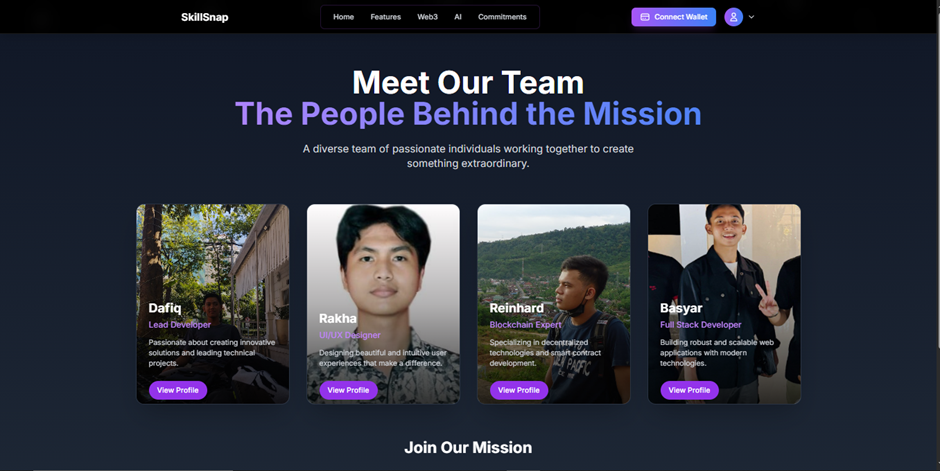 SkillSnap
Home Features Web3 AI Commitments
Connect Wallet
Meet Our Team
The People Behind the Mission
A diverse team of passionate individuals working together to create
something extraordinary.
Dafiq
Lead Developer
Passionate about creating innovative
solutions and leading technical
projects.
View Profile
Rakha
UI/UX Designer
Designing beautiful and intuitive user
experiences that make a difference.
View Profile
Reinhard
Blockchain Expert
Specializing in decentralized
technologies and smart contract
development.
View Profile
Basyar
Full Stack Developer
Building robust and scalable web
applications with modern
technologies.
View Profile
Join Our Mission